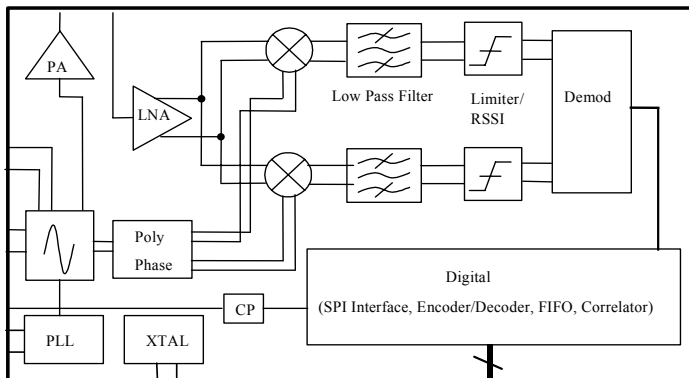 PA
LNA
Low Pass Filter
Limiter/
RSSI
Demod
Poly
Phase
Digital
(SPI Interface, Encoder/Decoder, FIFO, Correlator)
CP
PLL
XTAL